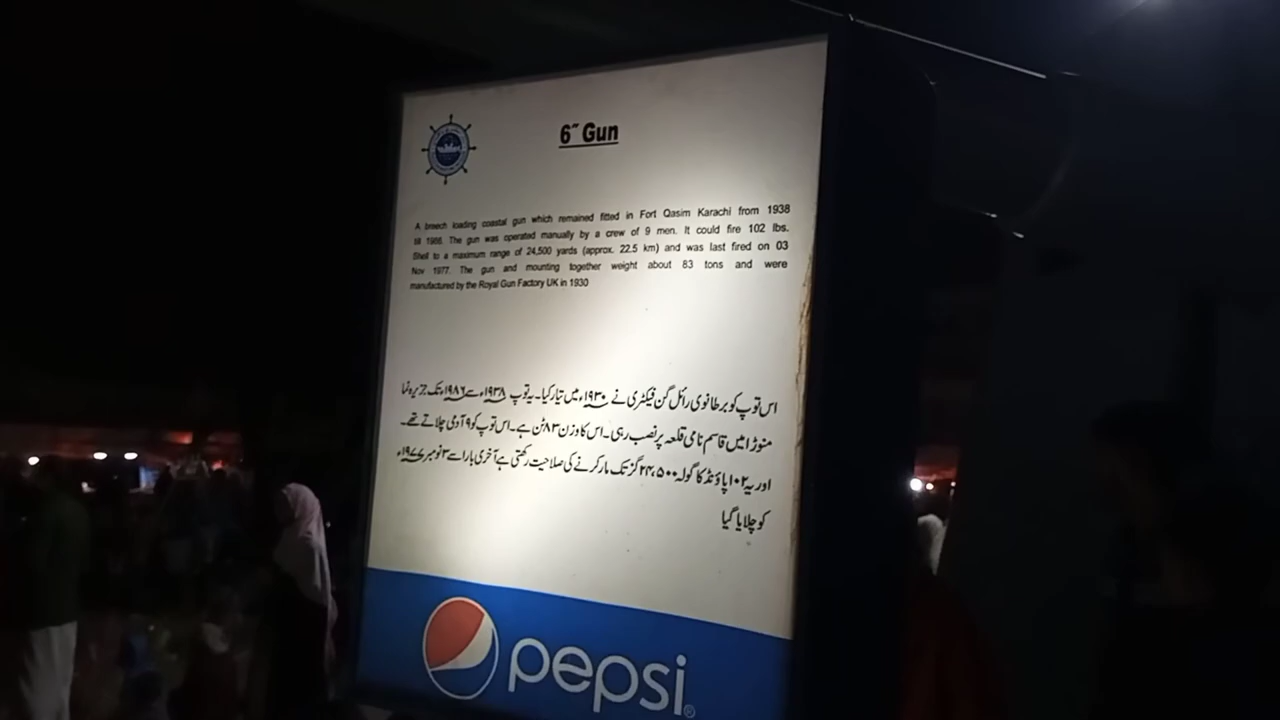 6" Gun
A breech loading coastal gun which remained fitted in Fort Qasim Karachi from 1938
till 1986. The gun was operated manually by a crew of 9 men. It could fire 102 lbs.
Shell to a maximum range of 24,500 yards (approx. 22.5 km) and was last fired on 03
Nov 1977. The gun and mounting together weight about 83 tons and were
manufactured by the Royal Gun Factory UK in 1930
اس توپ کو برطانوی رائل گن فیکٹری نے ۱۹۳۰ء میں تیار کیا۔ یہ توپ ۱۹۳۸ء سے ۱۹۸۶ء تک جزیرہ نما
منوڑا میں قاسم نامی قلعہ پر نصب رہی۔ اس کا وزن ۸۳ ٹن ہے۔ اس توپ کو ۹ آدمی چلاتے تھے۔
اور یہ ۱۰۲ پاؤنڈ کا گولہ ۲۴،۵۰۰ گز تک مار کرنے کی صلاحیت رکھتی ہے آخری بار اسے ۳ نومبر ۱۹۷۷ء
کو چلایا گیا
pepsi®